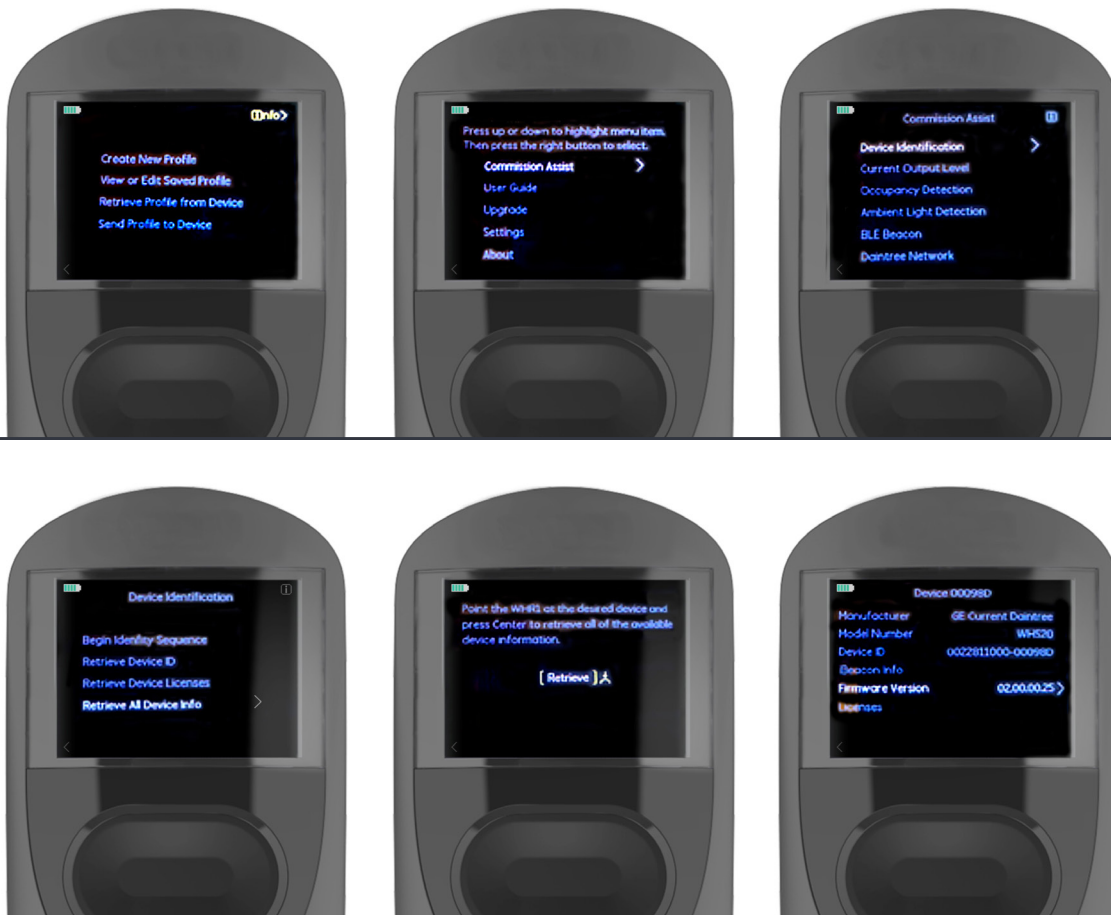 Info
Create New Profile
View or Edit Saved Profile
Retrieve Profile from Device
Send Profile to Device
Press up or down to highlight menu item.
Then press the right button to select.
Commission Assist
User Guide
Upgrade
Settings
About
Commission Assist
Device Identification
Current Output Level
Occupancy Detection
Ambient Light Detection
BLE Beacon
Daintree Network
Device Identification
Begin Identity Sequence
Retrieve Device ID
Retrieve Device Licenses
Retrieve All Device Info
Point the WHR1 at the desired device and
press Center to retrieve all of the available
device information.
[ Retrieve ]
Device 00098D
Manufacturer GE Current Daintree
Model Number WHS20
Device ID 0022811000-00098D
Beacon Info
Firmware Version 02.00.00.25
Licenses